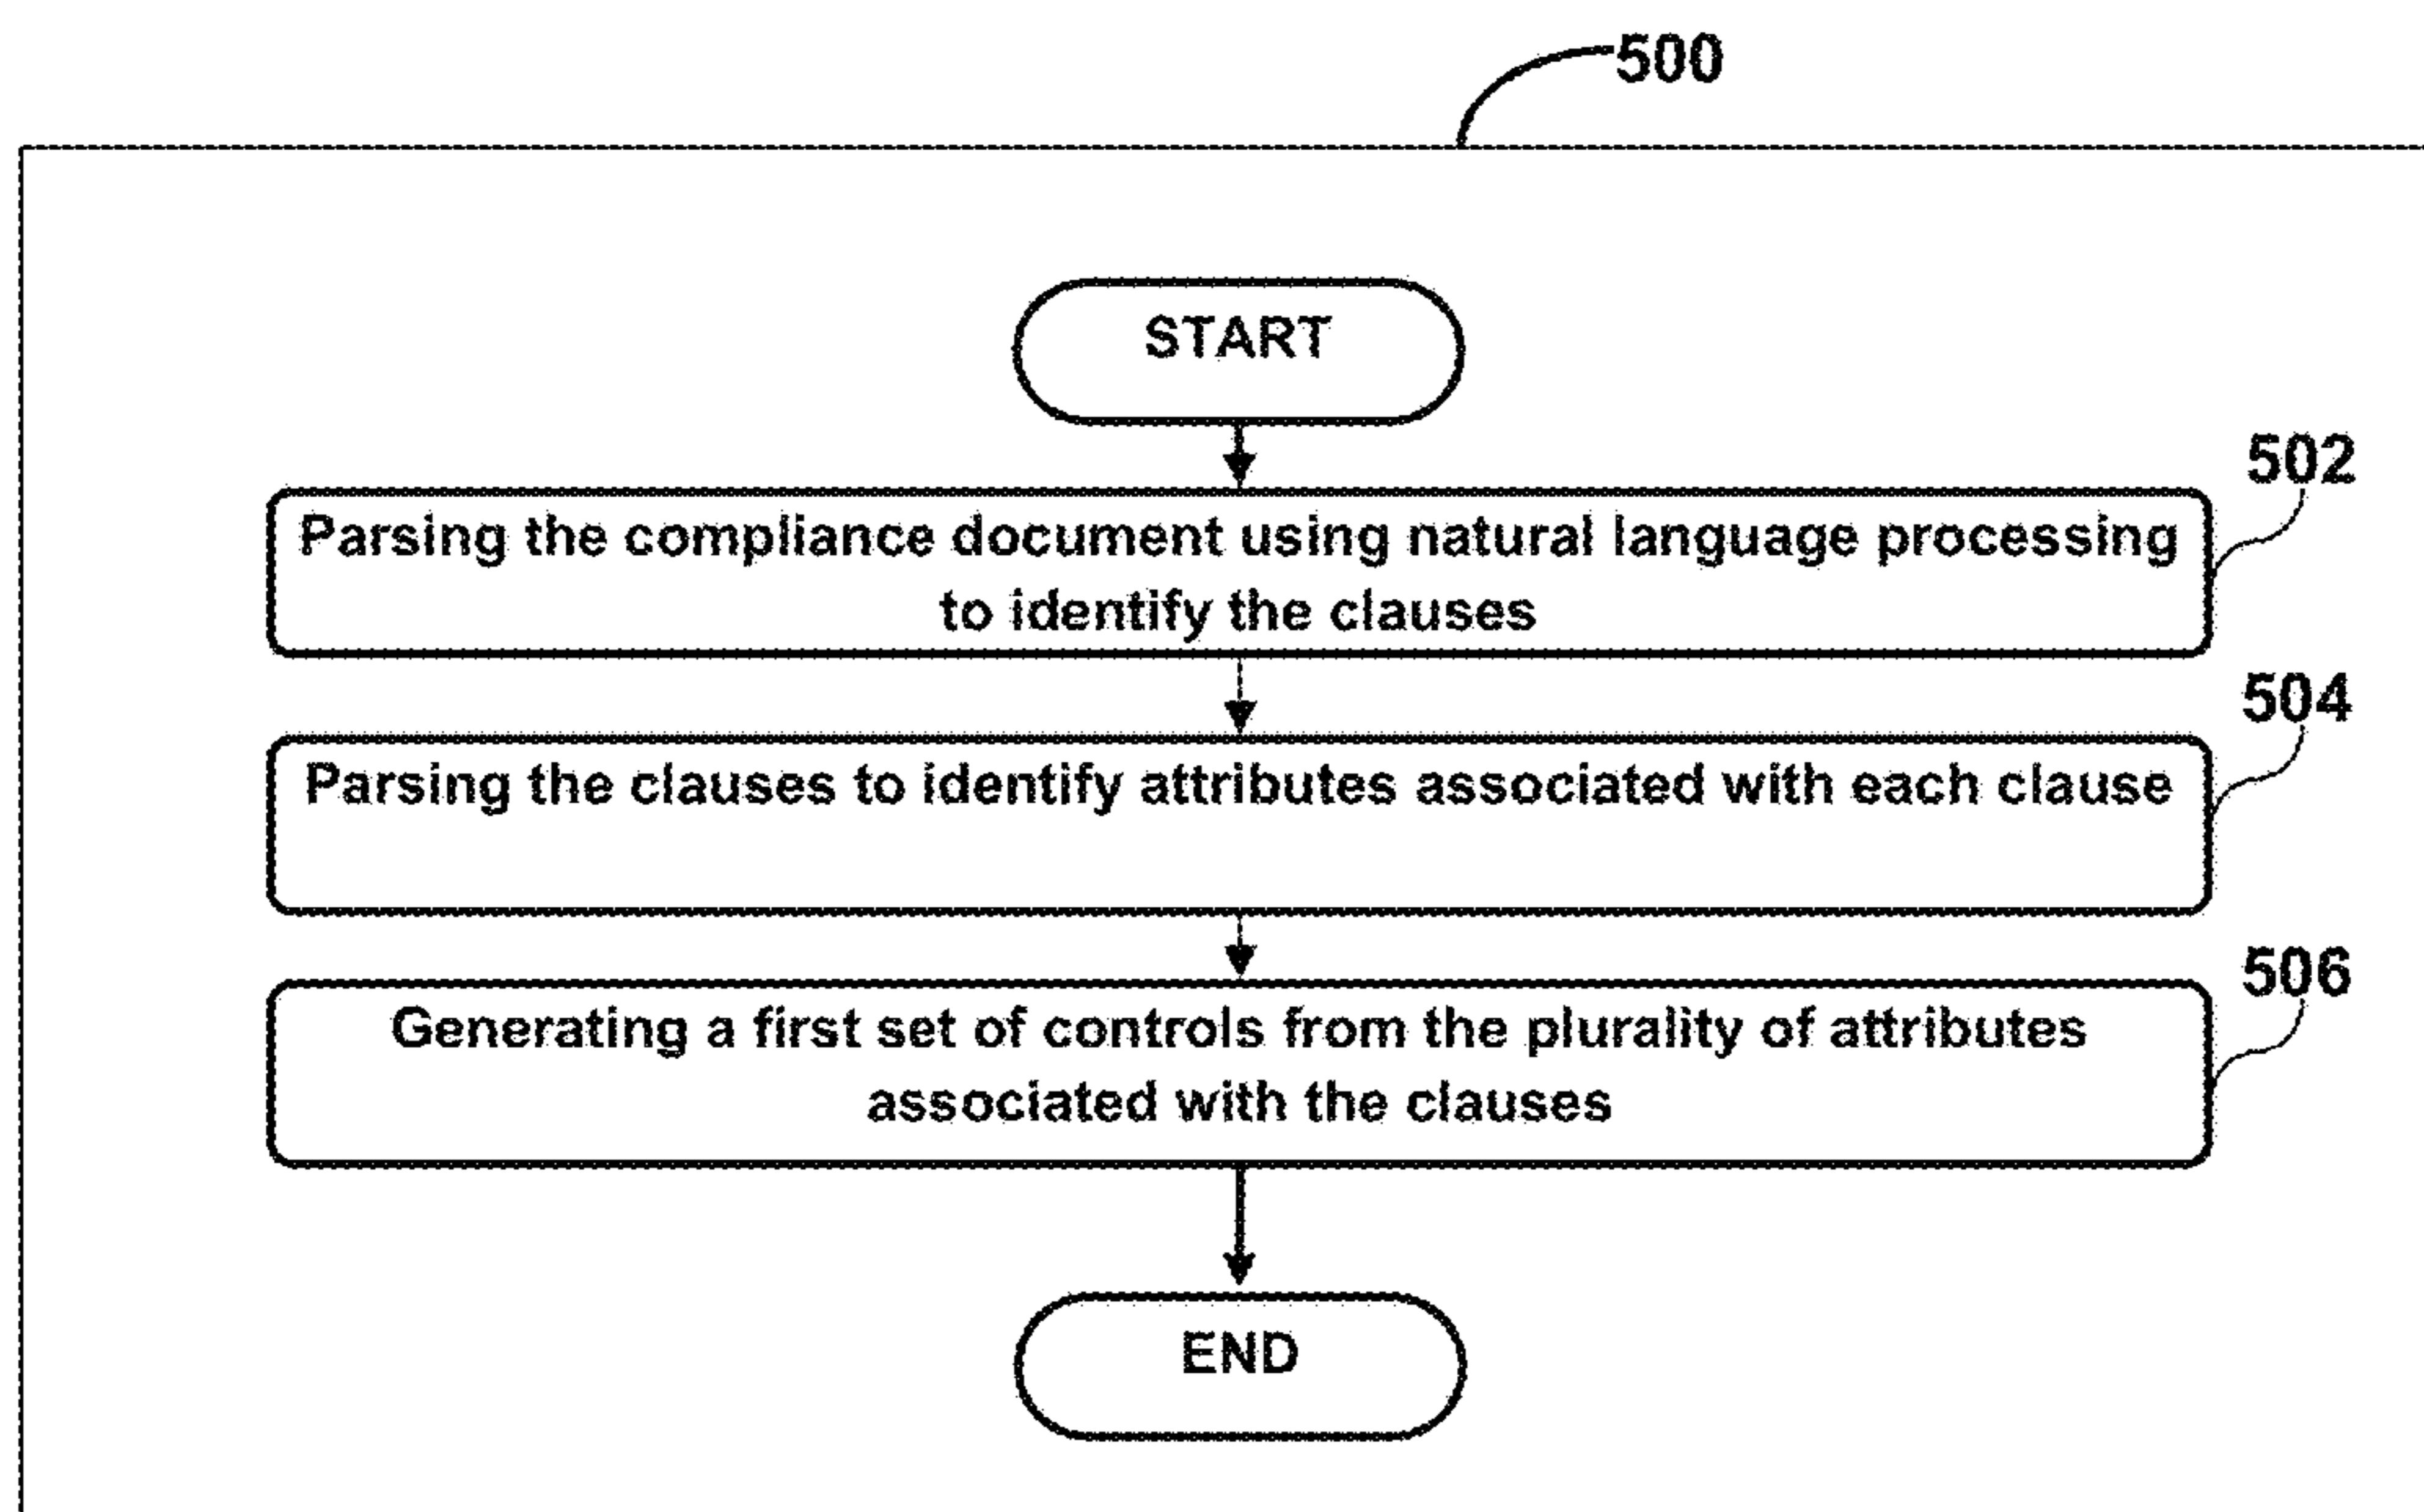 500
START
502
Parsing the compliance document using natural language processing
to identify the clauses
504
Parsing the clauses to identify attributes associated with each clause
506
Generating a first set of controls from the plurality of attributes
associated with the clauses
END